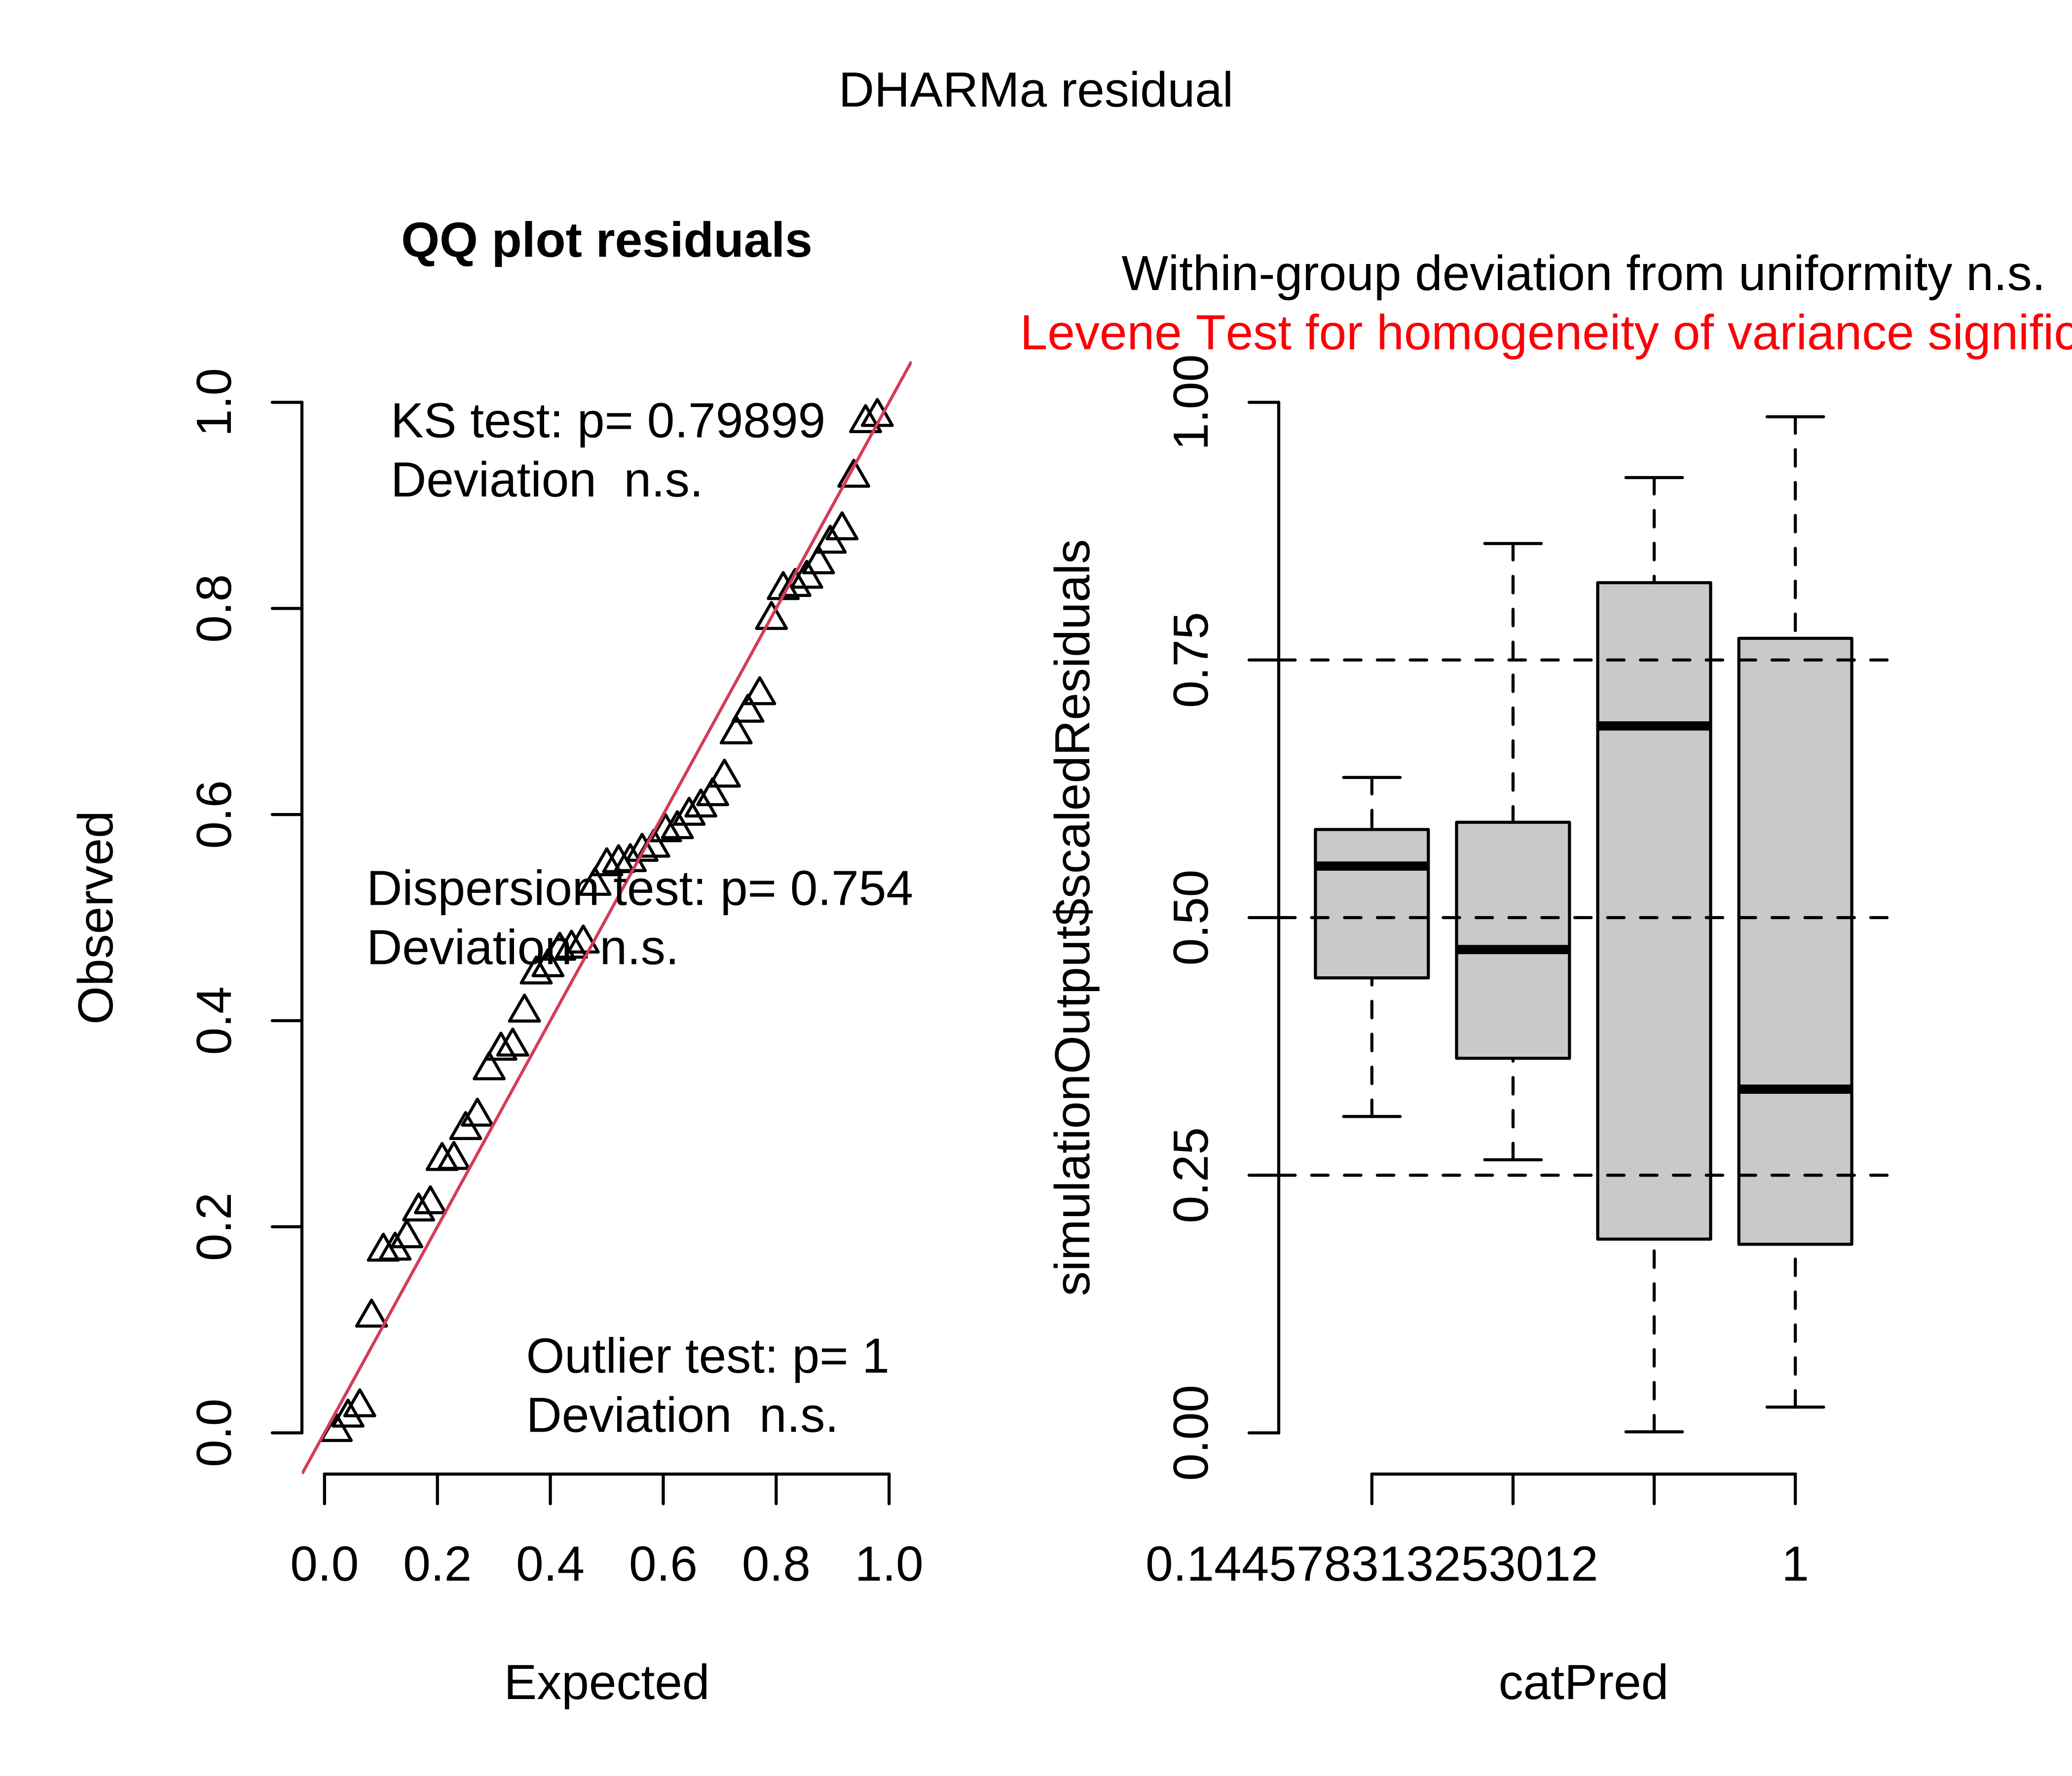 DHARMa residual
QQ plot residuals
KS test: p= 0.79899
Deviation  n.s.
Dispersion test: p= 0.754
Deviation  n.s.
Outlier test: p= 1
Deviation  n.s.
Observed
0.0
0.2
0.4
0.6
0.8
1.0
0.0 0.2 0.4 0.6 0.8 1.0
Expected
Within-group deviation from uniformity n.s.
Levene Test for homogeneity of variance signific
simulationOutput$scaledResiduals
0.00
0.25
0.50
0.75
1.00
0.144578313253012 1
catPred